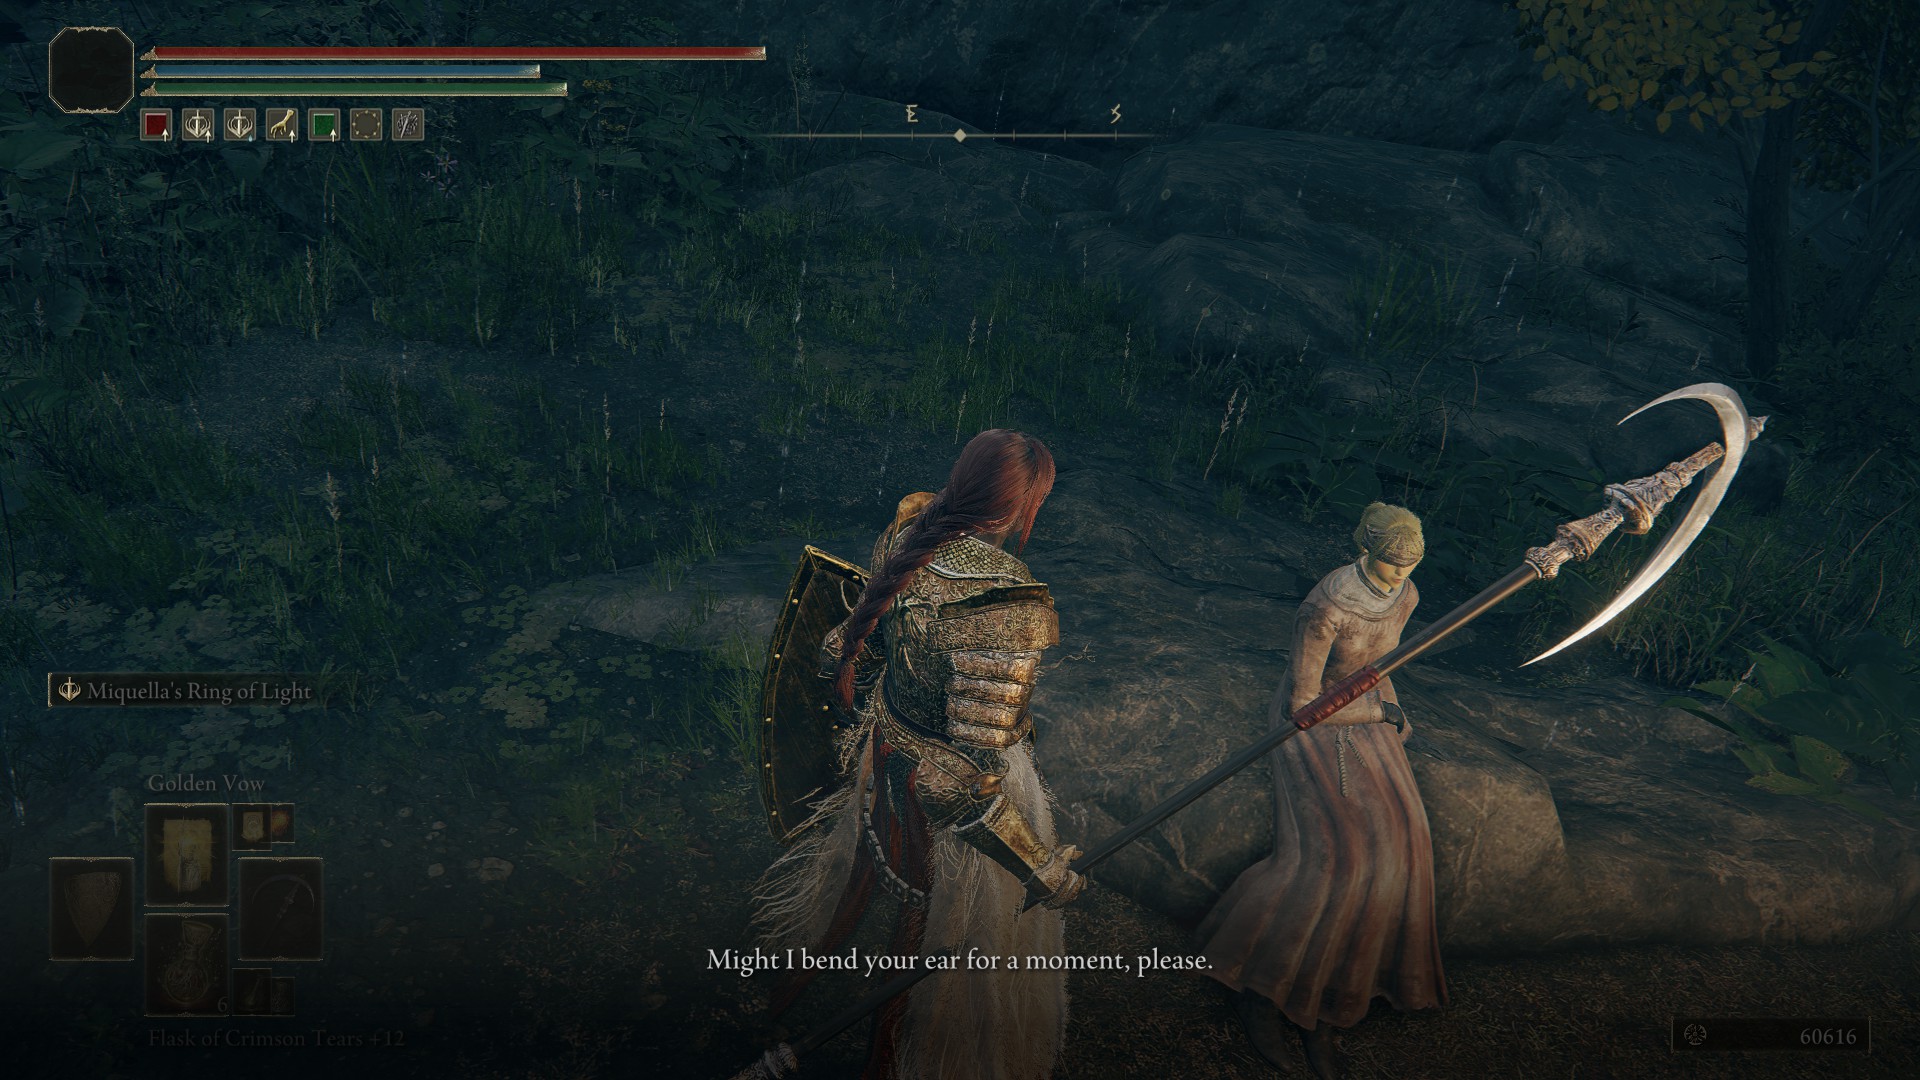 E S
Miquella's Ring of Light
Golden Vow
6
Might I bend your ear for a moment, please.
Flask of Crimson Tears +12
60616